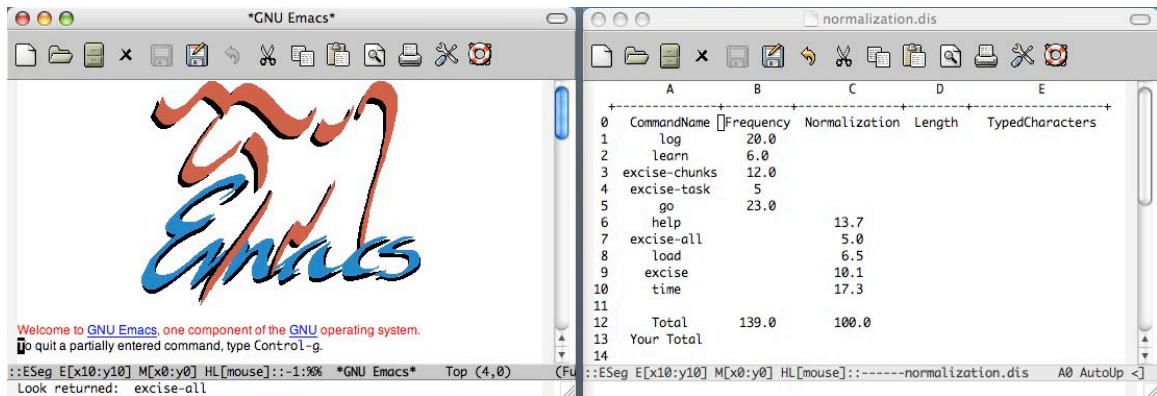 *GNU Emacs*
Emacs
Welcome to GNU Emacs, one component of the GNU operating system.
To quit a partially entered command, type Control-g.
::ESeg E[x10:y10] M[x0:y0] HL[mouse]::-1:%% *GNU Emacs* Top (4,0) (Fu
Look returned: excise-all
normalization.dis
A B C D E
+-----------+---------+------------+--------+----------------+
0 CommandName Frequency Normalization Length TypedCharacters
1 log 20.0
2 learn 6.0
3 excise-chunks 12.0
4 excise-task 5
5 go 23.0
6 help 13.7
7 excise-all 5.0
8 load 6.5
9 excise 10.1
10 time 17.3
11
12 Total 139.0 100.0
13 Your Total
14
::ESeg E[x10:y10] M[x0:y0] HL[mouse]::------normalization.dis A0 AutoUp <]